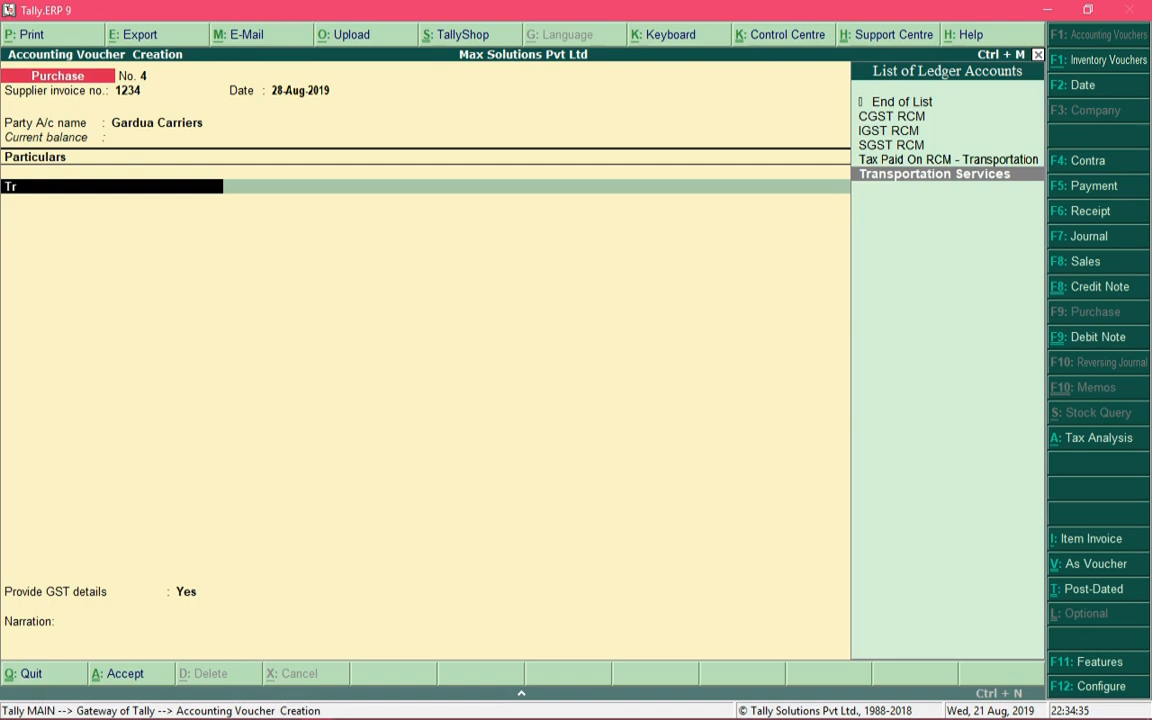 Tally.ERP 9
P: Print E: Export M: E-Mail O: Upload S: TallyShop G: Language K: Keyboard K: Control Centre H: Support Centre H: Help
Accounting Voucher Creation Max Solutions Pvt Ltd Ctrl + M
Purchase No. 4
Supplier invoice no.: 1234 Date : 28-Aug-2019
Party A/c name : Gardua Carriers
Current balance :
Particulars
Tr
Provide GST details : Yes
Narration:
List of Ledger Accounts
End of List
CGST RCM
IGST RCM
SGST RCM
Tax Paid On RCM - Transportation
Transportation Services
F1: Accounting Vouchers
F1: Inventory Vouchers
F2: Date
F3: Company
F4: Contra
F5: Payment
F6: Receipt
F7: Journal
F8: Sales
F8: Credit Note
F9: Purchase
F9: Debit Note
F10: Reversing Journal
F10: Memos
S: Stock Query
A: Tax Analysis
I: Item Invoice
V: As Voucher
T: Post-Dated
L: Optional
F11: Features
F12: Configure
Q: Quit A: Accept D: Delete X: Cancel
Ctrl + N
Tally MAIN --> Gateway of Tally --> Accounting Voucher Creation © Tally Solutions Pvt Ltd., 1988-2018 Wed, 21 Aug, 2019 22:34:35